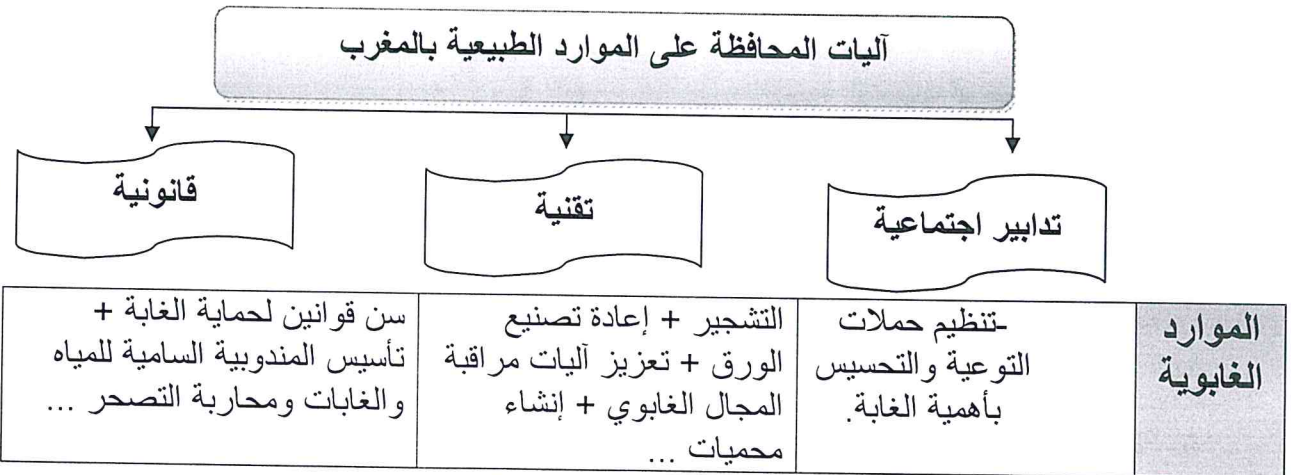 آليات المحافظة على الموارد الطبيعية بالمغرب
تدابير اجتماعية
تقنية
قانونية
الموارد
الغابوية
-تنظيم حملات
التوعية والتحسيس
بأهمية الغابة.
التشجير + إعادة تصنيع
الورق + تعزيز آليات مراقبة
المجال الغابوي + إنشاء
محميات ...
سن قوانين لحماية الغابة +
تأسيس المندوبية السامية للمياه
والغابات ومحاربة التصحر ...